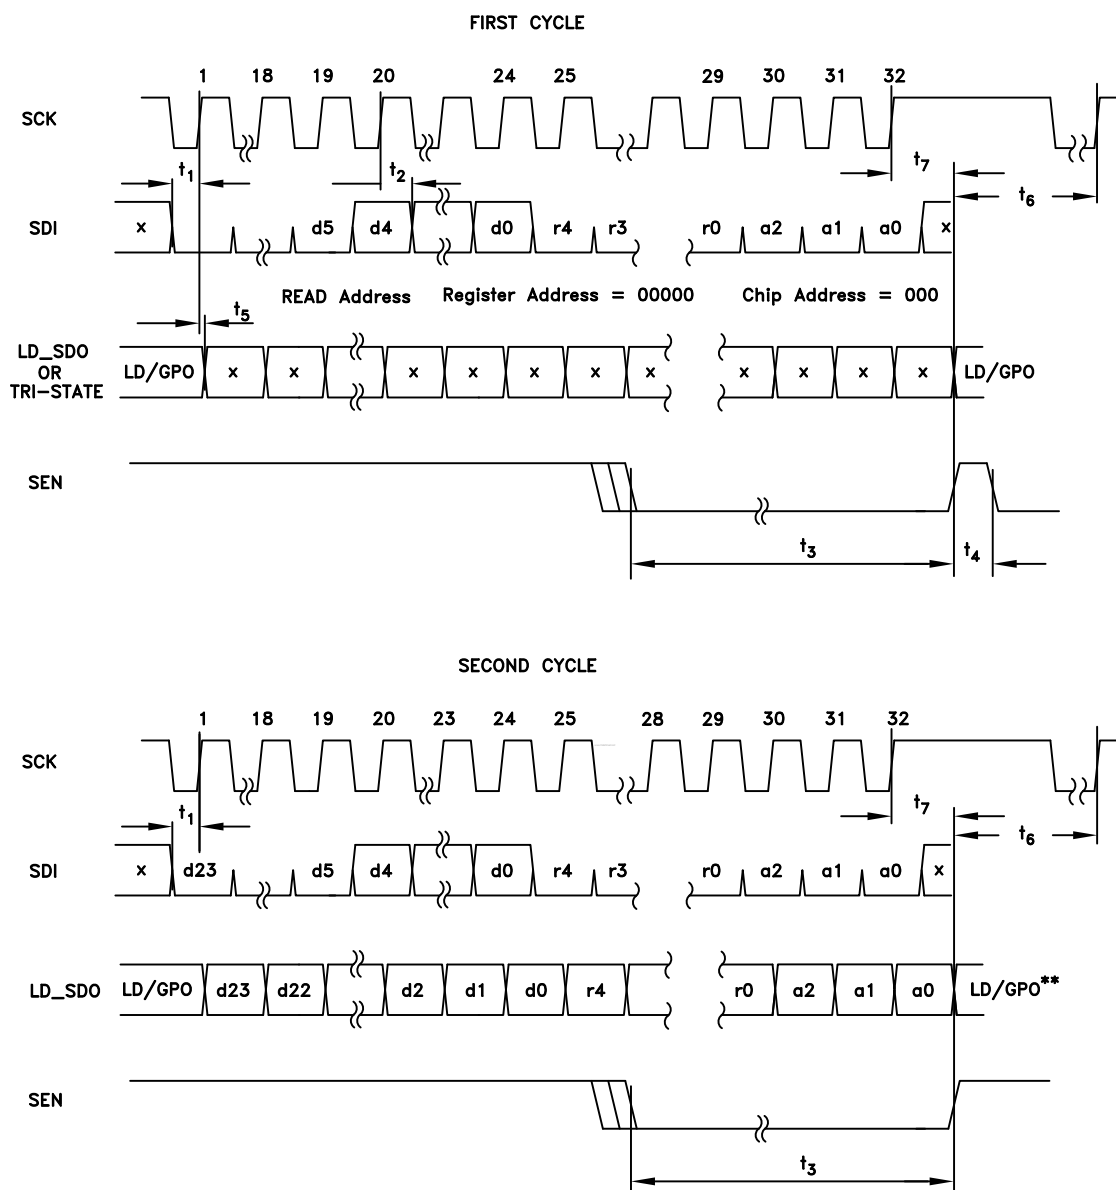 FIRST CYCLE
1 18 19 20 24 25 29 30 31 32
SCK
t1 t2 t7 t6
SDI x d5 d4 d0 r4 r3 r0 a2 a1 a0 x
READ Address Register Address = 00000 Chip Address = 000
t5
LD_SDO
OR
TRI-STATE
LD/GPO x x x x x x x x x x x LD/GPO
SEN
t3 t4
SECOND CYCLE
1 18 19 20 23 24 25 28 29 30 31 32
SCK
t1 t7 t6
SDI x d23 d5 d4 d0 r4 r3 r0 a2 a1 a0 x
LD_SDO LD/GPO d23 d22 d2 d1 d0 r4 r0 a2 a1 a0 LD/GPO**
SEN
t3